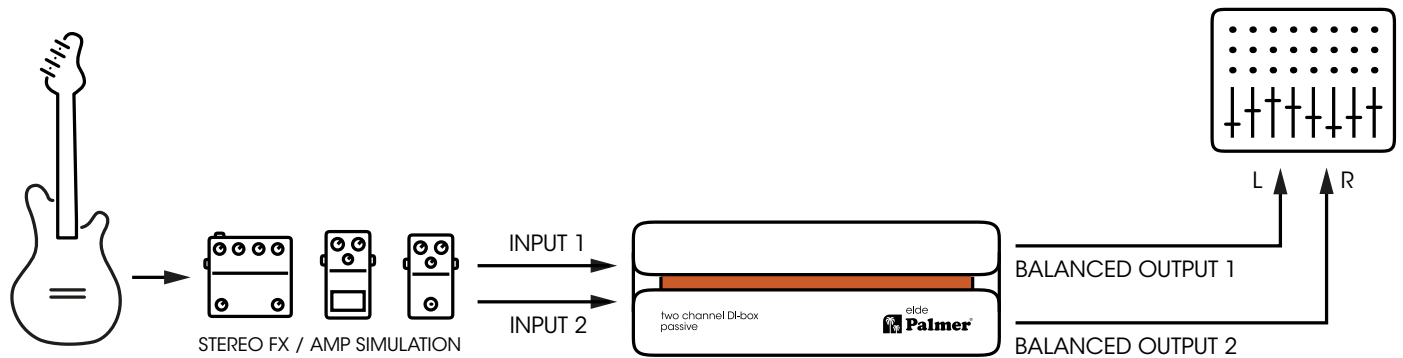 L
R
INPUT 1
INPUT 2
STEREO FX / AMP SIMULATION
two channel DI-box
passive
elde
Palmer®
BALANCED OUTPUT 1
BALANCED OUTPUT 2